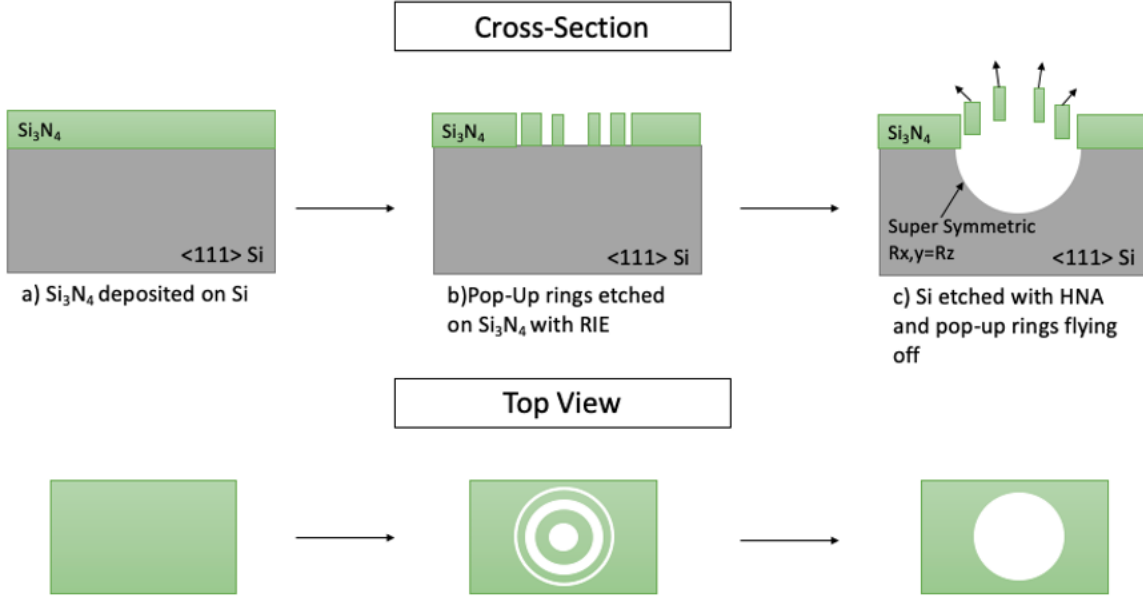 Cross-Section
Si₃N₄
<111> Si
a) Si₃N₄ deposited on Si
Si₃N₄
<111> Si
b)Pop-Up rings etched
on Si₃N₄ with RIE
Si₃N₄
Super Symmetric
Rx,y=Rz
<111> Si
c) Si etched with HNA
and pop-up rings flying
off
Top View